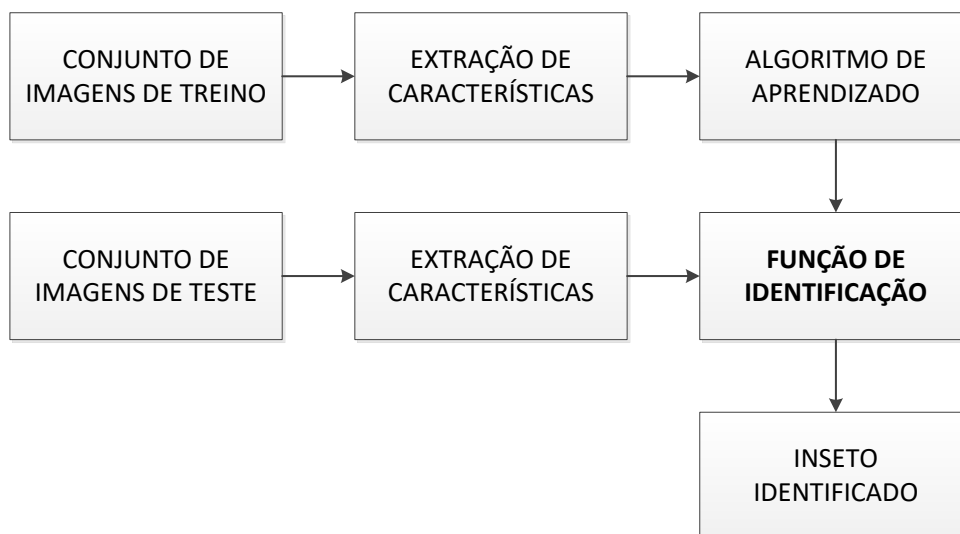 CONJUNTO DE
IMAGENS DE TREINO
EXTRAÇÃO DE
CARACTERÍSTICAS
ALGORITMO DE
APRENDIZADO
CONJUNTO DE
IMAGENS DE TESTE
EXTRAÇÃO DE
CARACTERÍSTICAS
FUNÇÃO DE
IDENTIFICAÇÃO
INSETO
IDENTIFICADO